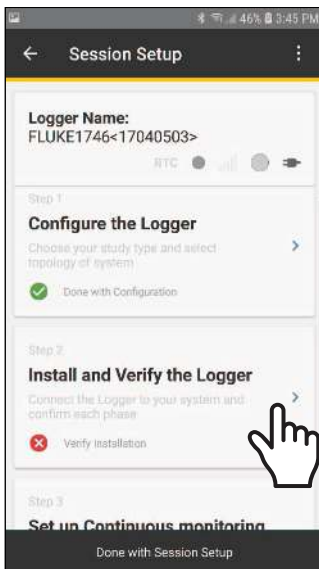 46% 3:45 PM
Session Setup
Logger Name:
FLUKE1746<17040503>
RTC
Step 1
Configure the Logger
Choose your study type and select
topology of system
Done with Configuration
Step 2
Install and Verify the Logger
Connect the Logger to your system and
confirm each phase
Verify Installation
Step 3
Set up Continuous monitoring
Done with Session Setup